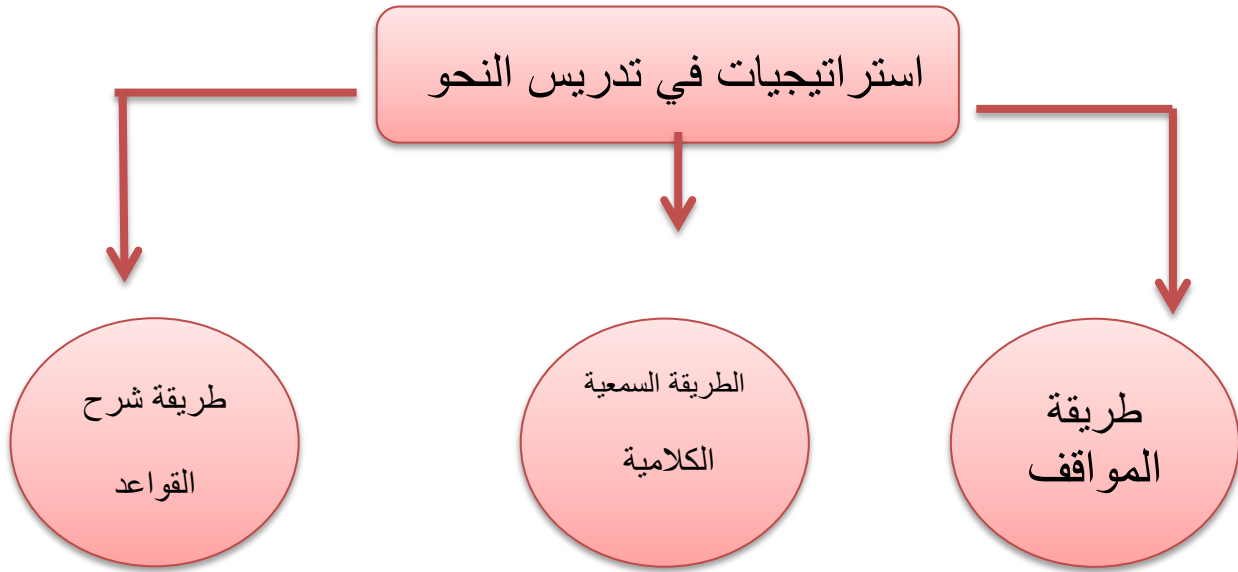 استراتيجيات في تدريس النحو
طريقة
المواقف
الطريقة السمعية
الكلامية
طريقة شرح
القواعد